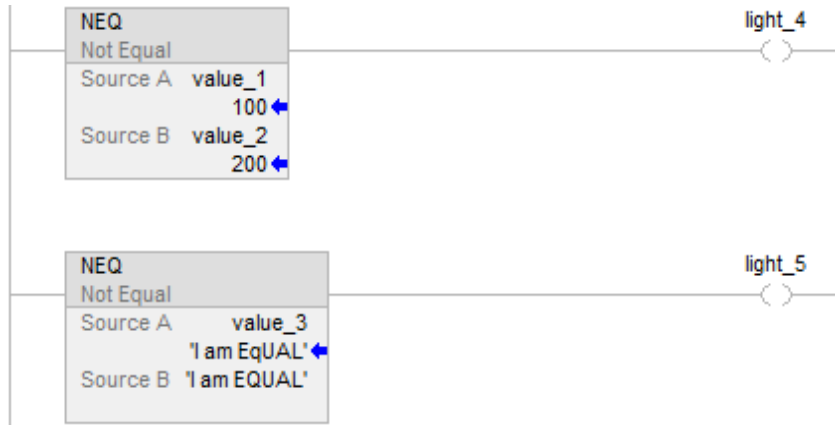 NEQ light_4
Not Equal
Source A value_1
100
Source B value_2
200
NEQ light_5
Not Equal
Source A value_3
'I am EqUAL'
Source B 'I am EQUAL'